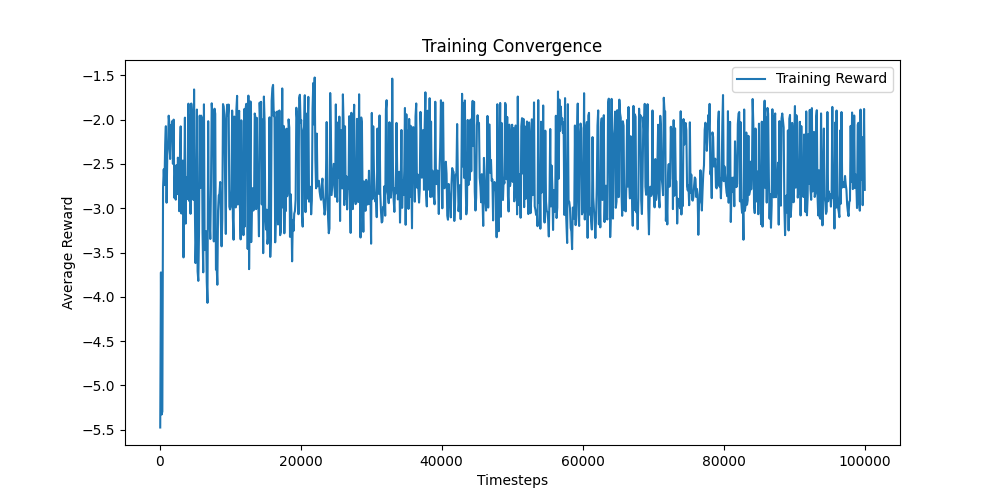 Training Convergence
Training Reward
Average Reward
−1.5
−2.0
−2.5
−3.0
−3.5
−4.0
−4.5
−5.0
−5.5
0 20000 40000 60000 80000 100000
Timesteps